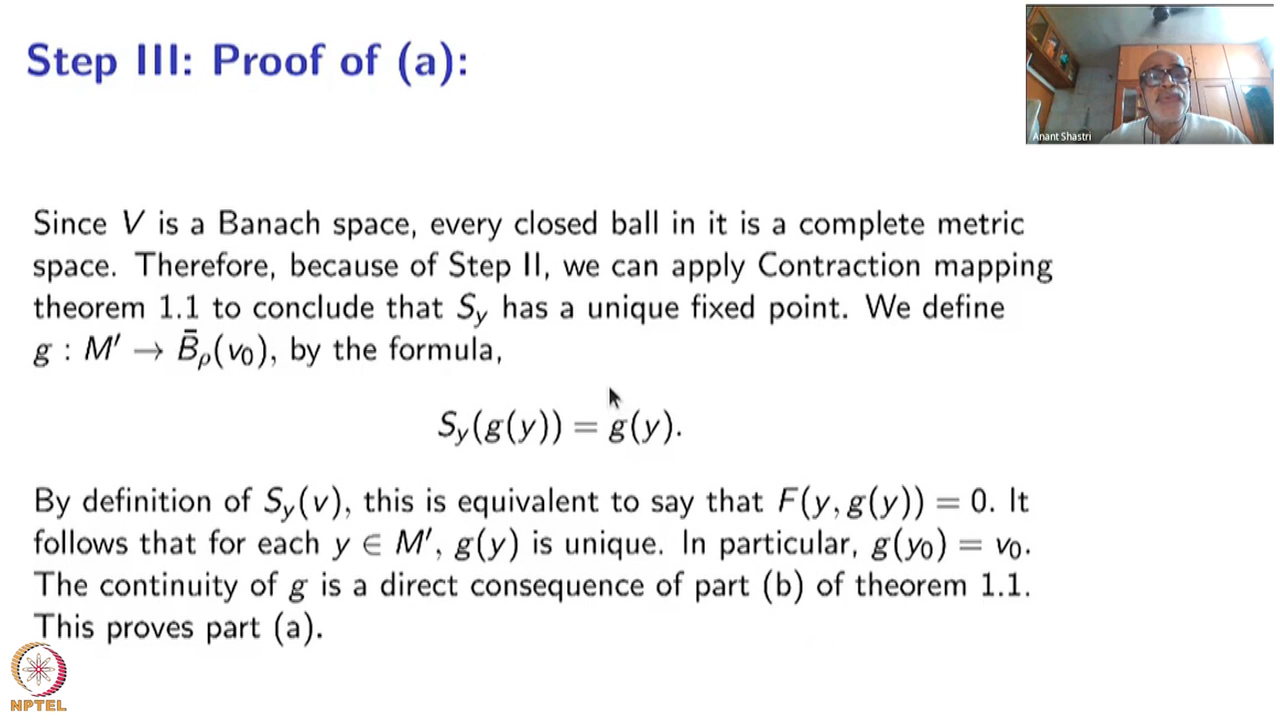 Step III: Proof of (a):
Anant Shastri
Since V is a Banach space, every closed ball in it is a complete metric
space. Therefore, because of Step II, we can apply Contraction mapping
theorem 1.1 to conclude that S_y has a unique fixed point. We define
g : M′ → B̄_ρ(v₀), by the formula,
S_y(g(y)) = g(y).
By definition of S_y(v), this is equivalent to say that F(y, g(y)) = 0. It
follows that for each y ∈ M′, g(y) is unique. In particular, g(y₀) = v₀.
The continuity of g is a direct consequence of part (b) of theorem 1.1.
This proves part (a).
NPTEL